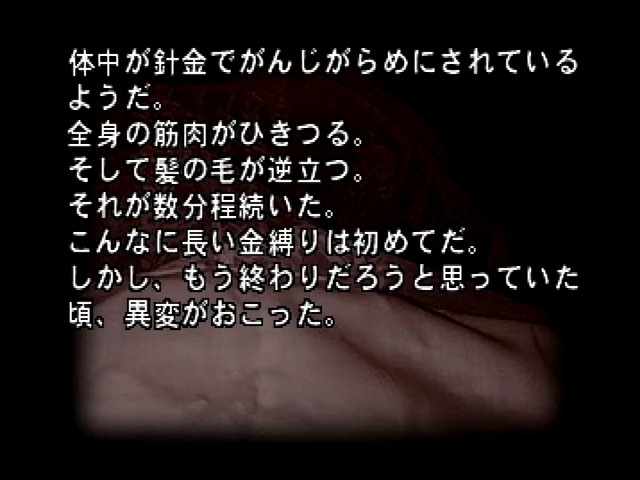 体中が針金でがんじがらめにされている
ようだ。
全身の筋肉がひきつる。
そして髪の毛が逆立つ。
それが数分程続いた。
こんなに長い金縛りは初めてだ。
しかし、もう終わりだろうと思っていた
頃、異変がおこった。